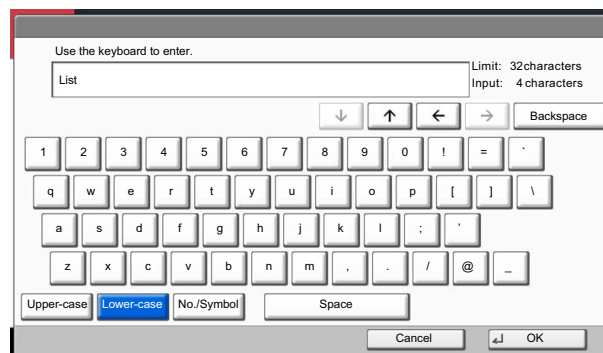 Use the keyboard to enter.
Limit: 32characters
List
Input: 4 characters
↓ ↑ ← → Backspace
1 2 3 4 5 6 7 8 9 0 ! = `
q w e r t y u i o p [ ] \
a s d f g h j k l ; '
z x c v b n m , . / @ _
Upper-case Lower-case No./Symbol Space
Cancel OK